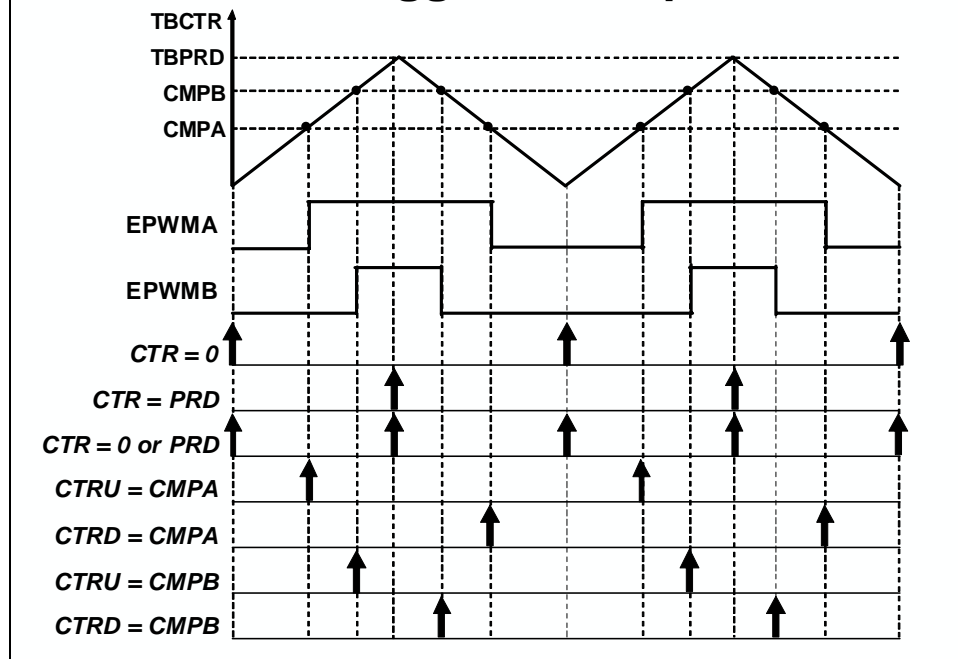 TBCTR
TBPRD
CMPB
CMPA
EPWMA
EPWMB
CTR = 0
CTR = PRD
CTR = 0 or PRD
CTRU = CMPA
CTRD = CMPA
CTRU = CMPB
CTRD = CMPB